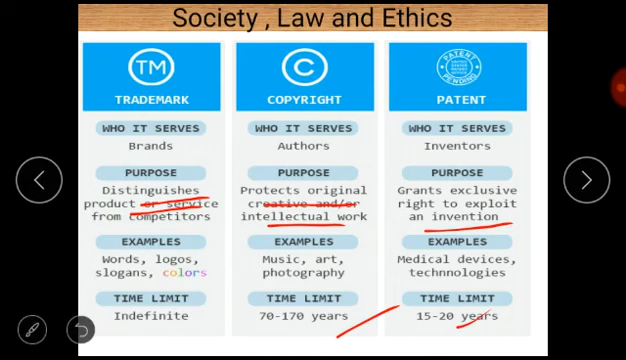 Society , Law and Ethics
TM
TRADEMARK
WHO IT SERVES
Brands
PURPOSE
Distinguishes
product or service
from competitors
EXAMPLES
Words, logos,
slogans, colors
TIME LIMIT
Indefinite
C
COPYRIGHT
WHO IT SERVES
Authors
PURPOSE
Protects original
creative and/or
intellectual work
EXAMPLES
Music, art,
photography
TIME LIMIT
70-170 years
PATENT
PENDING
PATENT
WHO IT SERVES
Inventors
PURPOSE
Grants exclusive
right to exploit
an invention
EXAMPLES
Medical devices,
technnologies
TIME LIMIT
15-20 years